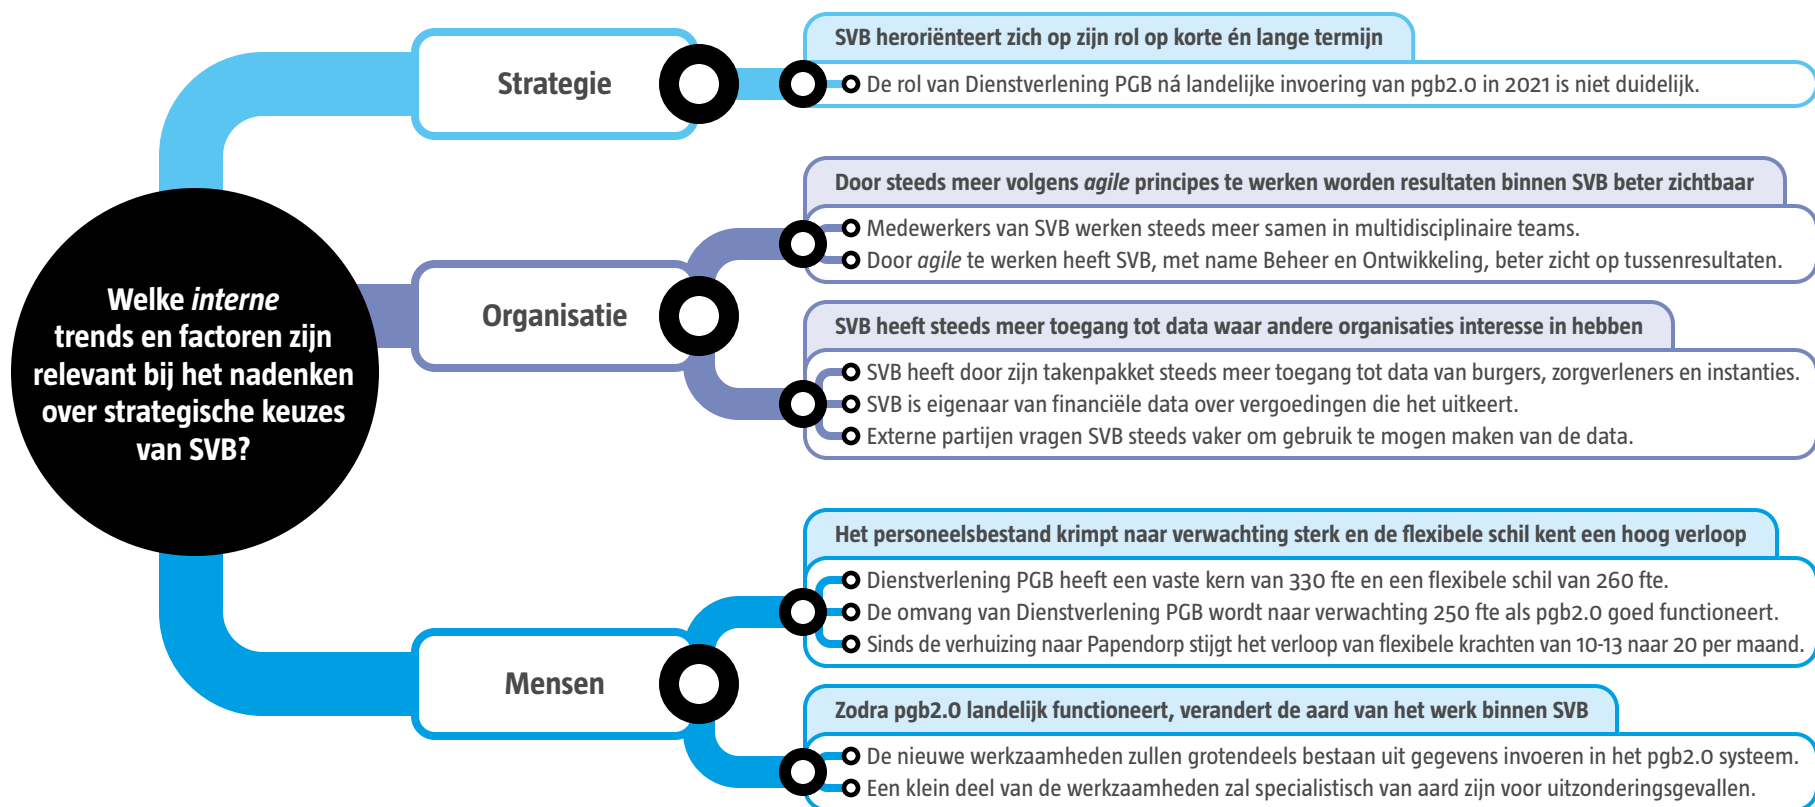 Welke interne
trends en factoren zijn
relevant bij het nadenken
over strategische keuzes
van SVB?
Strategie
SVB heroriënteert zich op zijn rol op korte én lange termijn
De rol van Dienstverlening PGB ná landelijke invoering van pgb2.0 in 2021 is niet duidelijk.
Organisatie
Door steeds meer volgens agile principes te werken worden resultaten binnen SVB beter zichtbaar
Medewerkers van SVB werken steeds meer samen in multidisciplinaire teams.
Door agile te werken heeft SVB, met name Beheer en Ontwikkeling, beter zicht op tussenresultaten.
SVB heeft steeds meer toegang tot data waar andere organisaties interesse in hebben
SVB heeft door zijn takenpakket steeds meer toegang tot data van burgers, zorgverleners en instanties.
SVB is eigenaar van financiële data over vergoedingen die het uitkeert.
Externe partijen vragen SVB steeds vaker om gebruik te mogen maken van de data.
Mensen
Het personeelsbestand krimpt naar verwachting sterk en de flexibele schil kent een hoog verloop
Dienstverlening PGB heeft een vaste kern van 330 fte en een flexibele schil van 260 fte.
De omvang van Dienstverlening PGB wordt naar verwachting 250 fte als pgb2.0 goed functioneert.
Sinds de verhuizing naar Papendorp stijgt het verloop van flexibele krachten van 10-13 naar 20 per maand.
Zodra pgb2.0 landelijk functioneert, verandert de aard van het werk binnen SVB
De nieuwe werkzaamheden zullen grotendeels bestaan uit gegevens invoeren in het pgb2.0 systeem.
Een klein deel van de werkzaamheden zal specialistisch van aard zijn voor uitzonderingsgevallen.